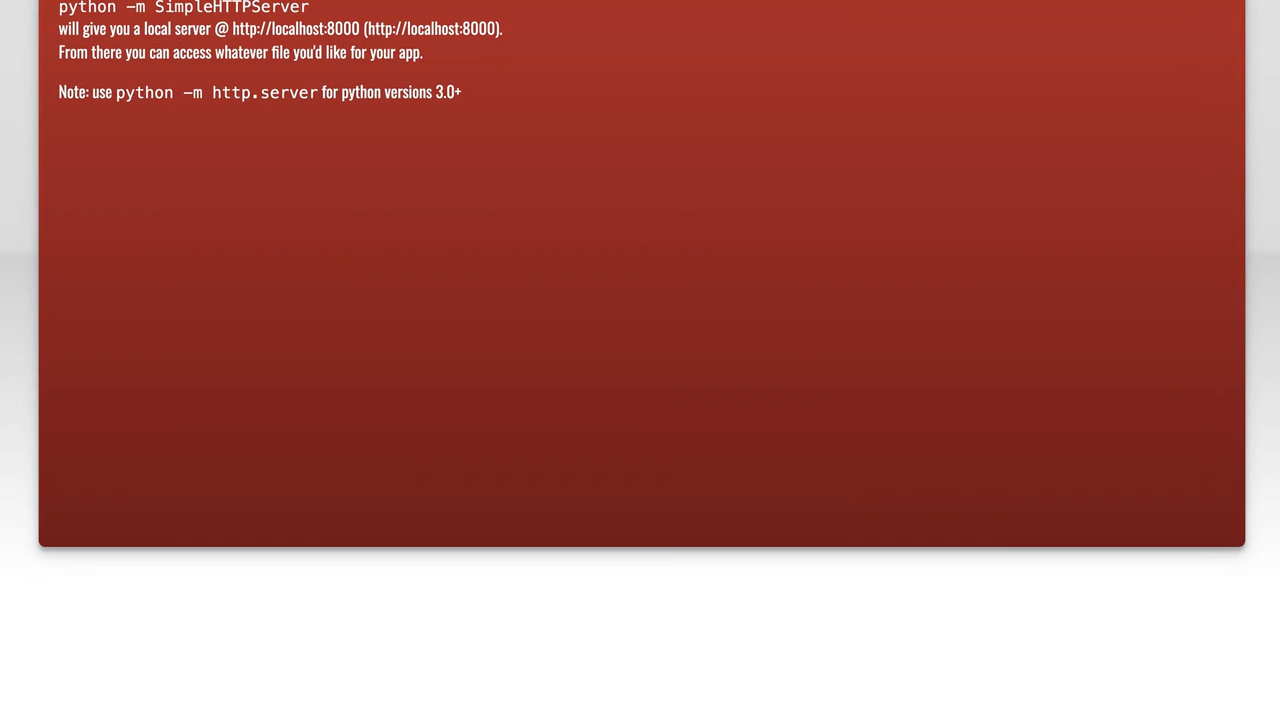 python -m SimpleHTTPServer
will give you a local server @ http://localhost:8000 (http://localhost:8000).
From there you can access whatever file you'd like for your app.
Note: use python -m http.server for python versions 3.0+